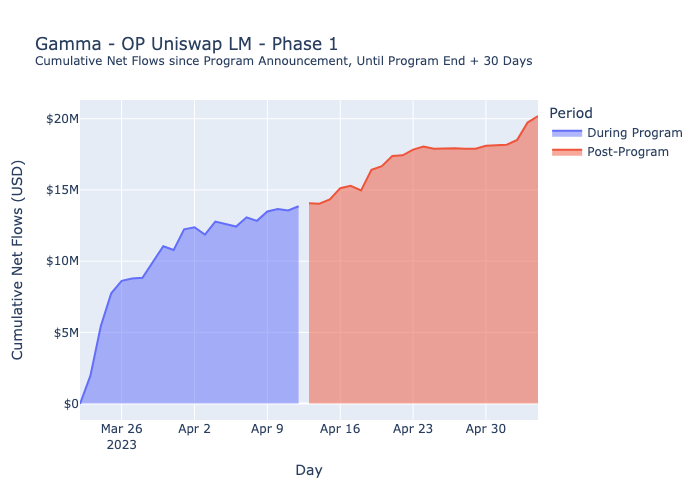 Gamma - OP Uniswap LM - Phase 1
Cumulative Net Flows since Program Announcement, Until Program End + 30 Days
Period
During Program
Post-Program
Cumulative Net Flows (USD)
$20M
$15M
$10M
$5M
$0
Mar 26
2023
Apr 2
Apr 9
Apr 16
Apr 23
Apr 30
Day